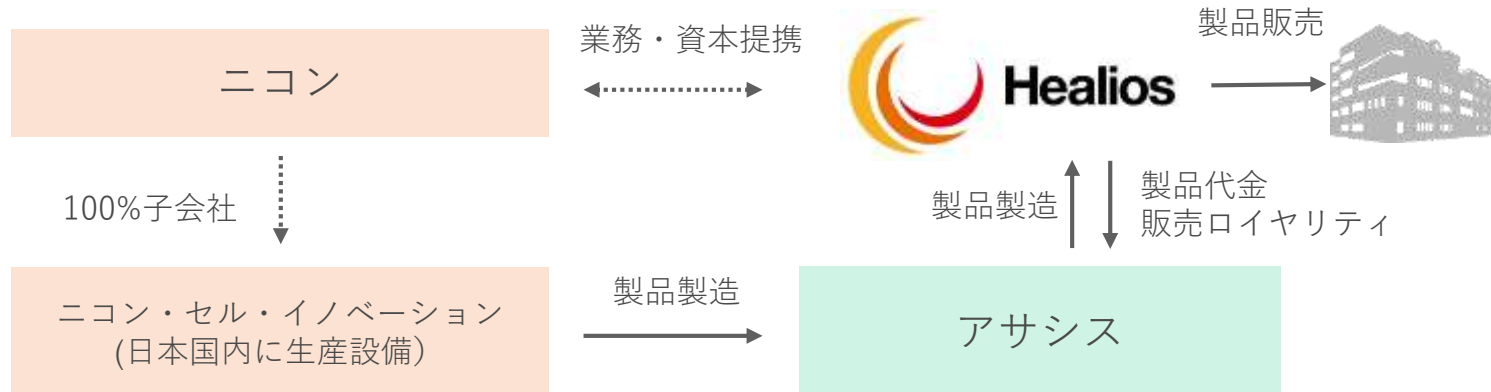 ニコン
業務・資本提携
Healios
製品販売
100%子会社
製品製造
製品代金
販売ロイヤリティ
ニコン・セル・イノベーション
(日本国内に生産設備）
製品製造
アサシス